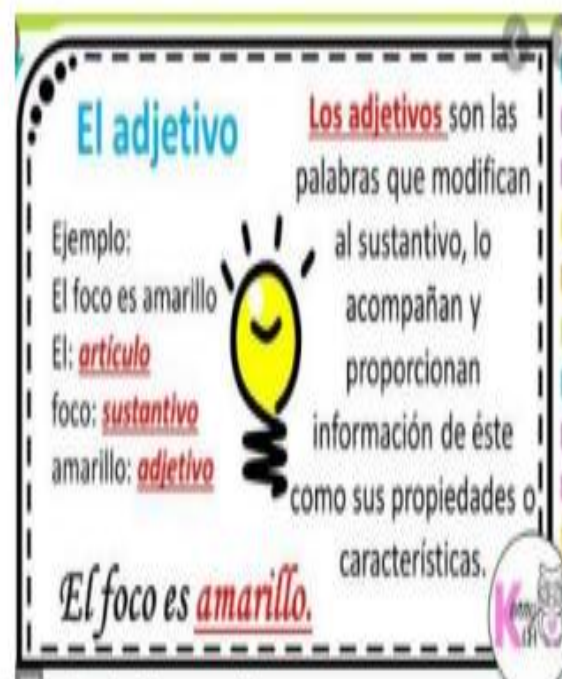 El adjetivo
Ejemplo:
El foco es amarillo
El: artículo
foco: sustantivo
amarillo: adjetivo
Los adjetivos son las
palabras que modifican
al sustantivo, lo
acompañan y
proporcionan
información de éste
como sus propiedades o
características.
El foco es amarillo.